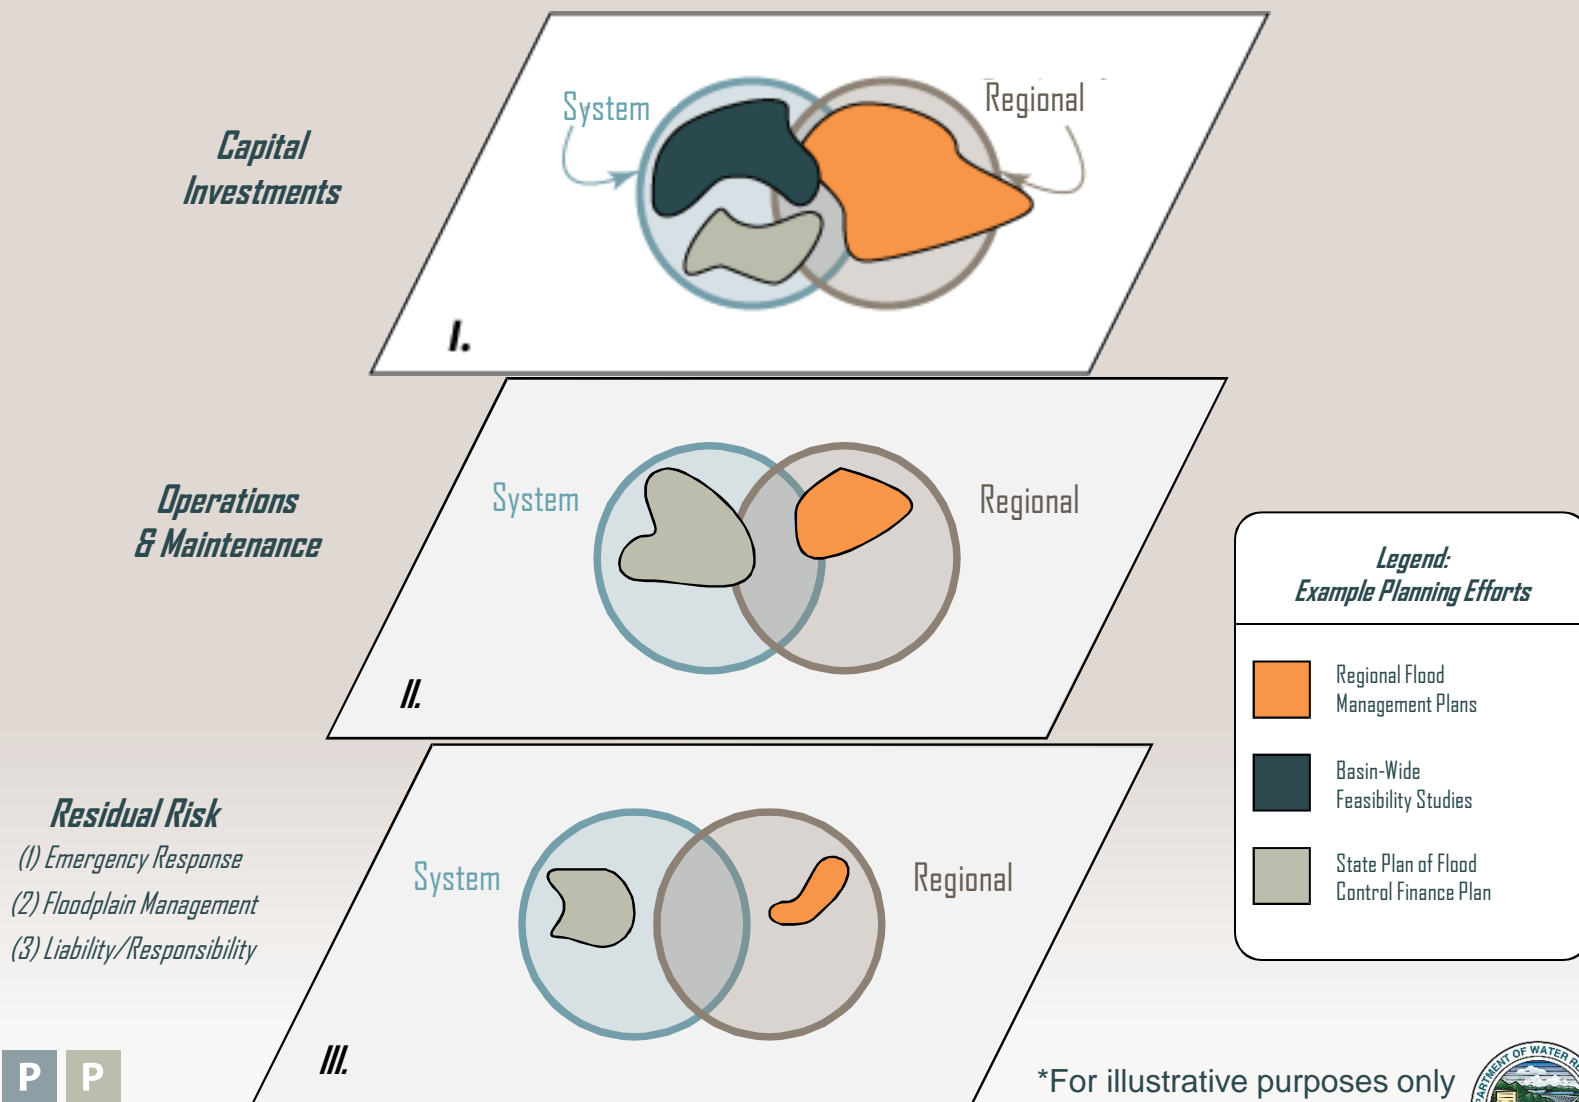 Capital
Investments
System
Regional
I.
Operations
& Maintenance
System
Regional
II.
Legend:
Example Planning Efforts
Regional Flood
Management Plans
Basin-Wide
Feasibility Studies
State Plan of Flood
Control Finance Plan
Residual Risk
(1) Emergency Response
(2) Floodplain Management
(3) Liability/Responsibility
System
Regional
III.
P P
*For illustrative purposes only
OF WATER